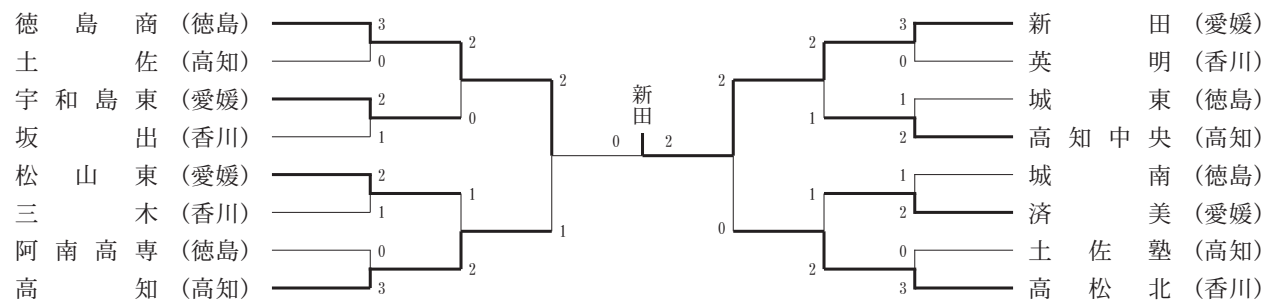 徳島商 (徳島) 3
土佐 (高知) 0
宇和島東 (愛媛) 2
坂出 (香川) 1
松山東 (愛媛) 2
三木 (香川) 1
阿南高専 (徳島) 0
高知 (高知) 3
2
0
1
2
2
1
新田
0 2
2
0
2
1
1
2
3 新田 (愛媛)
0 英明 (香川)
1 城東 (徳島)
2 高知中央 (高知)
1 城南 (徳島)
2 済美 (愛媛)
0 土佐塾 (高知)
3 高松北 (香川)